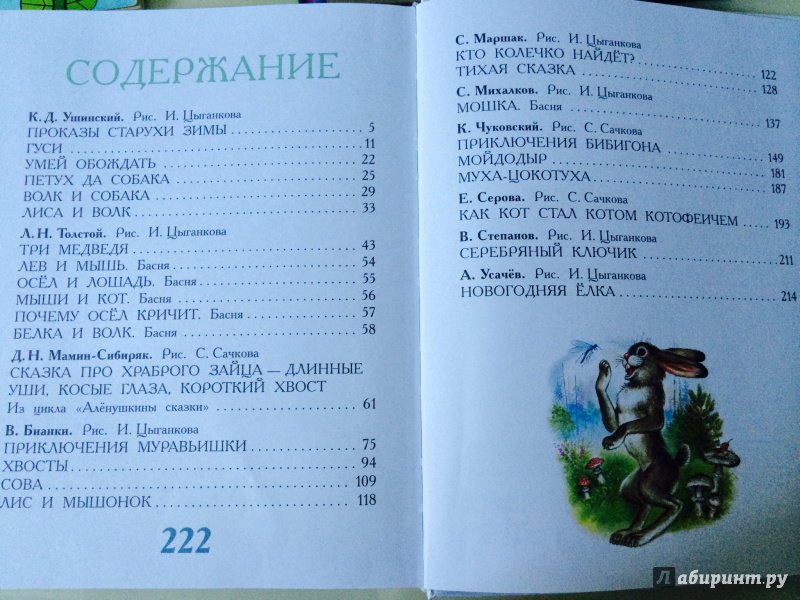 СОДЕРЖАНИЕ
К. Д. Ушинский. Рис. И. Цыганкова
ПРОКАЗЫ СТАРУХИ ЗИМЫ 5
ГУСИ 11
УМЕЙ ОБОЖДАТЬ 22
ПЕТУХ ДА СОБАКА 25
ВОЛК И СОБАКА 29
ЛИСА И ВОЛК 33
Л. Н. Толстой. Рис. И. Цыганкова
ТРИ МЕДВЕДЯ 43
ЛЕВ И МЫШЬ. Басня 54
ОСЁЛ И ЛОШАДЬ. Басня 55
МЫШИ И КОТ. Басня 56
ПОЧЕМУ ОСЁЛ КРИЧИТ. Басня 57
БЕЛКА И ВОЛК. Басня 58
Д. Н. Мамин-Сибиряк. Рис. С. Сачкова
СКАЗКА ПРО ХРАБРОГО ЗАЙЦА — ДЛИННЫЕ
УШИ, КОСЫЕ ГЛАЗА, КОРОТКИЙ ХВОСТ
Из цикла «Алёнушкины сказки» 61
В. Бианки. Рис. И. Цыганкова
ПРИКЛЮЧЕНИЯ МУРАВЬИШКИ 75
ХВОСТЫ 94
СОВА 109
ЛИС И МЫШОНОК 118
222
С. Маршак. Рис. И. Цыганкова
КТО КОЛЕЧКО НАЙДЁТ? 122
ТИХАЯ СКАЗКА 128
С. Михалков. Рис. И. Цыганкова
МОШКА. Басня 137
К. Чуковский. Рис. С. Сачкова
ПРИКЛЮЧЕНИЯ БИБИГОНА 149
МОЙДОДЫР 181
МУХА-ЦОКОТУХА 187
Е. Серова. Рис. С. Сачкова
КАК КОТ СТАЛ КОТОМ КОТОФЕИЧЕМ 193
В. Степанов. Рис. И. Цыганкова
СЕРЕБРЯНЫЙ КЛЮЧИК 211
А. Усачёв. Рис. И. Цыганкова
НОВОГОДНЯЯ ЁЛКА 214
Лабиринт.ру